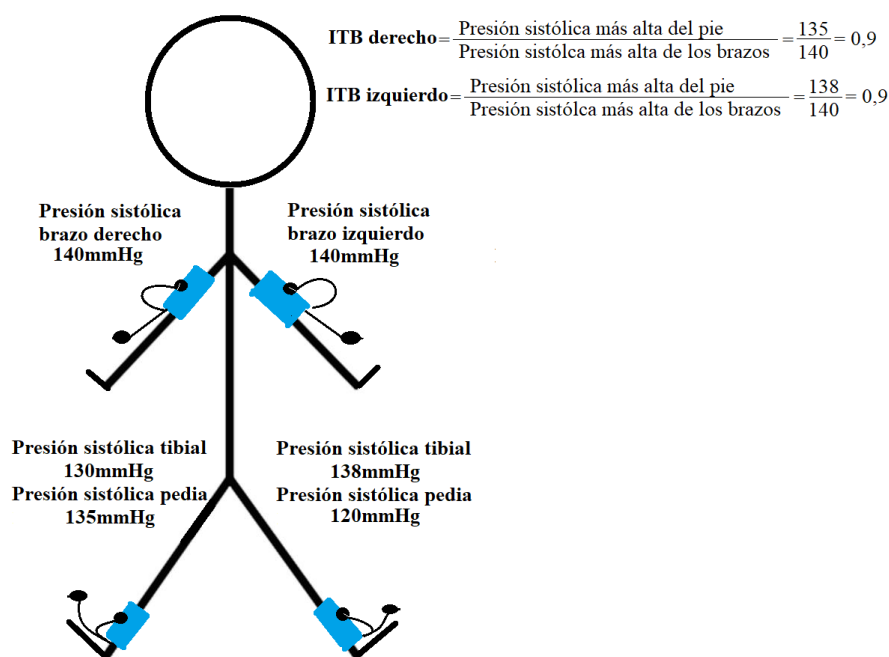 ITB derecho=Presión sistólica más alta del pie/Presión sistólca más alta de los brazos=135/140=0,9
ITB izquierdo=Presión sistólica más alta del pie/Presión sistólca más alta de los brazos=138/140=0,9
Presión sistólica
brazo derecho
140mmHg
Presión sistólica
brazo izquierdo
140mmHg
Presión sistólica tibial
130mmHg
Presión sistólica pedia
135mmHg
Presión sistólica tibial
138mmHg
Presión sistólica pedia
120mmHg